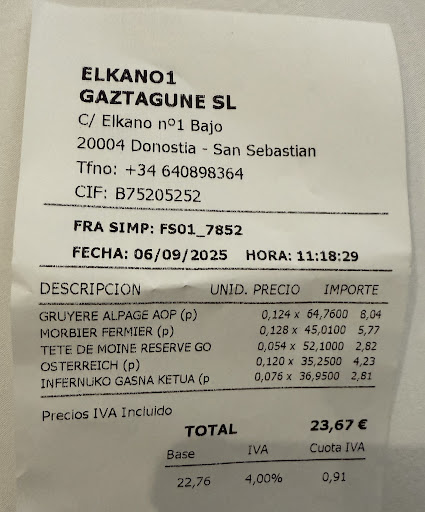 ELKANO1
GAZTAGUNE SL
C/ Elkano nº1 Bajo
20004 Donostia - San Sebastian
Tfno: +34 640898364
CIF: B75205252
FRA SIMP: FS01_7852
FECHA: 06/09/2025 HORA: 11:18:29
DESCRIPCION UNID. PRECIO IMPORTE
GRUYERE ALPAGE AOP (p) 0,124 x 64,7600 8,04
MORBIER FERMIER (p) 0,128 x 45,0100 5,77
TETE DE MOINE RESERVE GO 0,054 x 52,1000 2,82
OSTERREICH (p) 0,120 x 35,2500 4,23
INFERNUKO GASNA KETUA (p 0,076 x 36,9500 2,81
Precios IVA Incluido
TOTAL 23,67 €
Base IVA Cuota IVA
22,76 4,00% 0,91